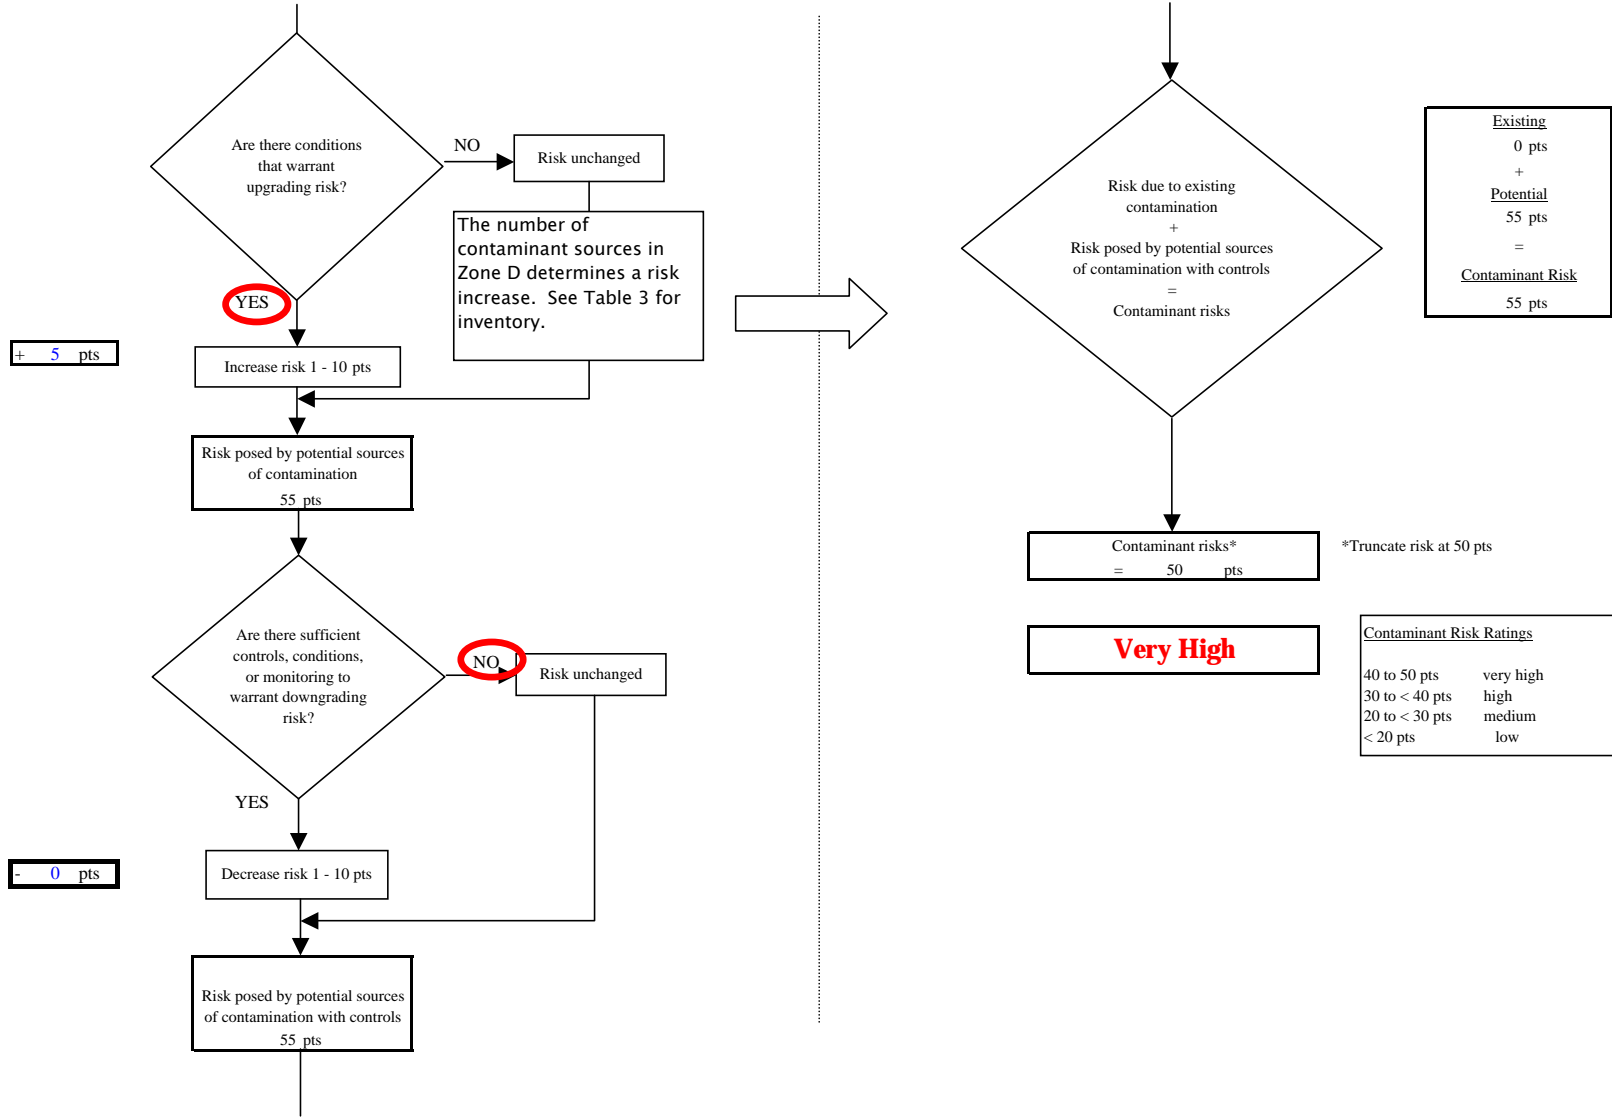 Are there conditions
that warrant
upgrading risk?
NO
Risk unchanged
The number of
contaminant sources in
Zone D determines a risk
increase.  See Table 3 for
inventory.
YES
+ 5 pts
Increase risk 1 - 10 pts
Risk posed by potential sources
of contamination
55 pts
Are there sufficient
controls, conditions,
or monitoring to
warrant downgrading
risk?
NO
Risk unchanged
YES
- 0 pts
Decrease risk 1 - 10 pts
Risk posed by potential sources
of contamination with controls
55 pts
Risk due to existing
contamination
+
Risk posed by potential sources
of contamination with controls
=
Contaminant risks
Existing
0 pts
+
Potential
55 pts
=
Contaminant Risk
55 pts
Contaminant risks*
= 50 pts
*Truncate risk at 50 pts
Very High
Contaminant Risk Ratings
40 to 50 pts very high
30 to < 40 pts high
20 to < 30 pts medium
< 20 pts low